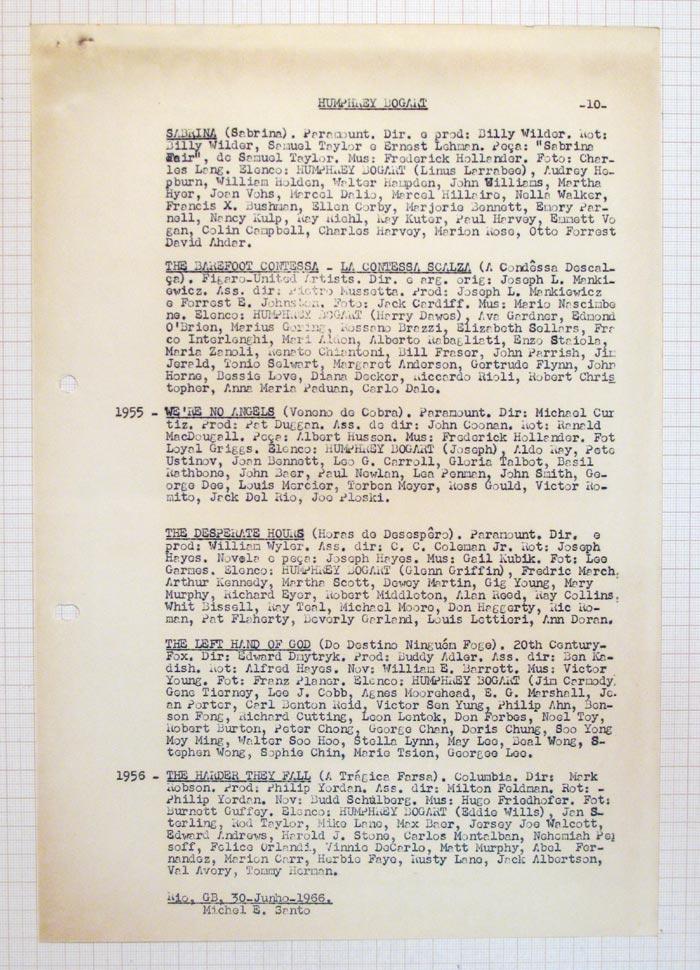 HUMPHREY BOGART -10-
SABRINA (Sabrina). Paramount. Dir. e prod: Billy Wilder. Rot:
Billy Wilder, Samuel Taylor e Ernest Lehman. Peça: "Sabrina
Fair", de Samuel Taylor. Mus: Frederick Hollander. Foto: Char-
les Lang. Elenco: HUMPHREY BOGART (Linus Larrabee), Audrey He-
pburn, William Holden, Walter Hampden, John Williams, Martha
Hyer, Joan Vohs, Marcel Dalio, Marcel Hillaire, Nella Walker,
Francis X. Bushman, Ellen Corby, Marjorie Bennett, Emory Par-
nell, Nancy Kulp, Kay Riehl, Kay Kuter, Paul Harvey, Emmett Vo
gan, Colin Campbell, Charles Harvey, Marion Ross, Otto Forrest
David Ahdar.
THE BAREFOOT CONTESSA - LA CONTESSA SCALZA (A Condêssa Descal-
ça). Figaro-United Artists. Dir. e arg. orig: Joseph L. Manki-
ewicz. Ass. dir: Pietro Mussetta. Prod: Joseph L. Mankiewicz
e Forrest E. Johnston. Foto: Jack Cardiff. Mus: Mario Nascimbe
ne. Elenco: HUMPHREY BOGART (Harry Dawes), Ava Gardner, Edmond
O'Brien, Marius Goring, Rossano Brazzi, Elizabeth Sellars, Fra
co Interlenghi, Mari Aldon, Alberto Rabagliati, Enzo Staiola,
Maria Zanoli, Renato Chiantoni, Bill Fraser, John Parrish, Jim
Jerald, Tonio Selwart, Margaret Anderson, Gertrude Flynn, John
Horne, Bessie Love, Diana Decker, Riccardo Rioli, Robert Chris
topher, Anna Maria Paduan, Carlo Dale.
1955 - WE'RE NO ANGELS (Veneno de Cobra). Paramount. Dir: Michael Cur
tiz. Prod: Pat Duggan. Ass. de dir: John Coonan. Rot: Ranald
MacDougall. Peça: Albert Husson. Mus: Frederick Hollander. Fot
Loyal Griggs. Elenco: HUMPHREY BOGART (Joseph), Aldo Ray, Pete
Ustinov, Joan Bennett, Leo G. Carroll, Gloria Talbot, Basil
Rathbone, John Baer, Paul Newlan, Lea Penman, John Smith, Ge-
orge Dee, Louis Mercier, Torben Meyer, Ross Gould, Victor Ro-
mito, Jack Del Rio, Joe Ploski.
THE DESPERATE HOURS (Horas de Desespêro). Paramount. Dir. e
prod: William Wyler. Ass. dir: C. C. Coleman Jr. Rot: Joseph
Hayes. Novela e peça: Joseph Hayes. Mus: Gail Kubik. Fot: Lee
Garmes. Elenco: HUMPHREY BOGART (Glenn Griffin), Fredric March,
Arthur Kennedy, Martha Scott, Dewey Martin, Gig Young, Mary
Murphy, Richard Eyer, Robert Middleton, Alan Reed, Ray Collins,
Whit Bissell, Ray Teal, Michael Moore, Don Haggerty, Ric Ro-
man, Pat Flaherty, Beverly Garland, Louis Lettieri, Ann Doran.
THE LEFT HAND OF GOD (Do Destino Ninguém Foge). 20th Century-
Fox. Dir: Edward Dmytryk. Prod: Buddy Adler. Ass. dir: Ben Ka-
dish. Rot: Alfred Hayes. Nov: William E. Barrett. Mus: Victor
Young. Fot: Franz Planer. Elenco: HUMPHREY BOGART (Jim Carmody)
Gene Tierney, Lee J. Cobb, Agnes Moorehead, E. G. Marshall, Je
an Porter, Carl Benton Reid, Victor Sen Yung, Philip Ahn, Ben-
son Fong, Richard Cutting, Leon Lontok, Don Forbes, Noel Toy,
Robert Burton, Peter Chong, George Chan, Doris Chung, Soo Yong
Moy Ming, Walter Soo Hoo, Stella Lynn, May Lee, Beal Wong, S-
tephen Wong, Sophie Chin, Marie Tsien, Georgee Lee.
1956 - THE HARDER THEY FALL (A Trágica Farsa). Columbia. Dir: Mark
Robson. Prod: Philip Yordan. Ass. dir: Milton Feldman. Rot: -
Philip Yordan. Nov: Budd Schulberg. Mus: Hugo Friedhofer. Fot:
Burnett Guffey. Elenco: HUMPHREY BOGART (Eddie Wills), Jan S-
terling, Rod Taylor, Mike Lane, Max Baer, Jersey Joe Walcott,
Edward Andrews, Harold J. Stone, Carlos Montalban, Nehemiah Per
soff, Felice Orlandi, Vinnie DeCarlo, Matt Murphy, Abel Fer-
nandez, Marion Carr, Herbie Faye, Rusty Lane, Jack Albertson,
Val Avery, Tommy Herman.
Rio, GB, 30-Junho-1966.
Michel E. Santo